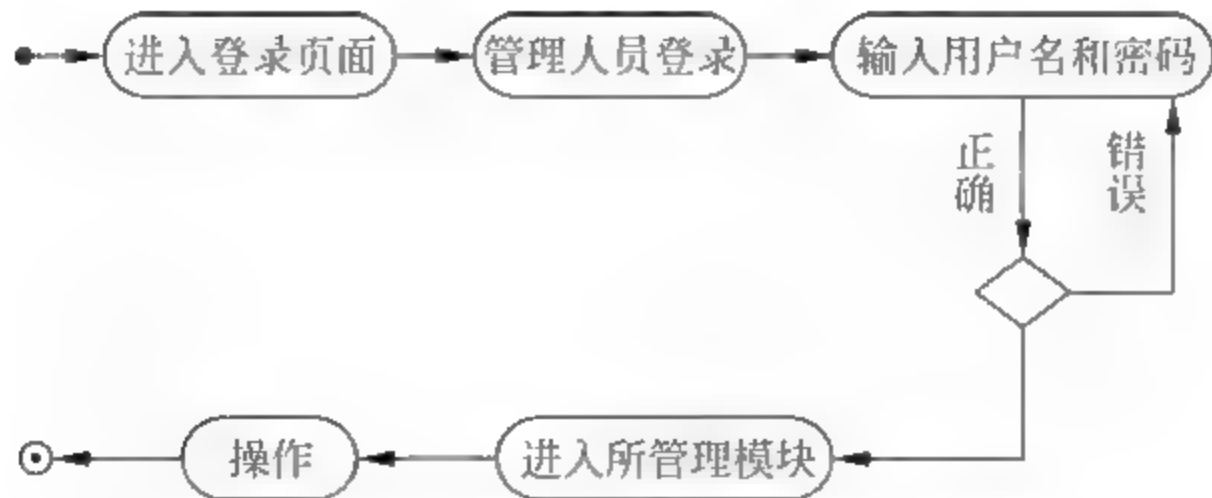 进入登录页面
管理人员登录
输入用户名和密码
正确
错误
进入所管理模块
操作